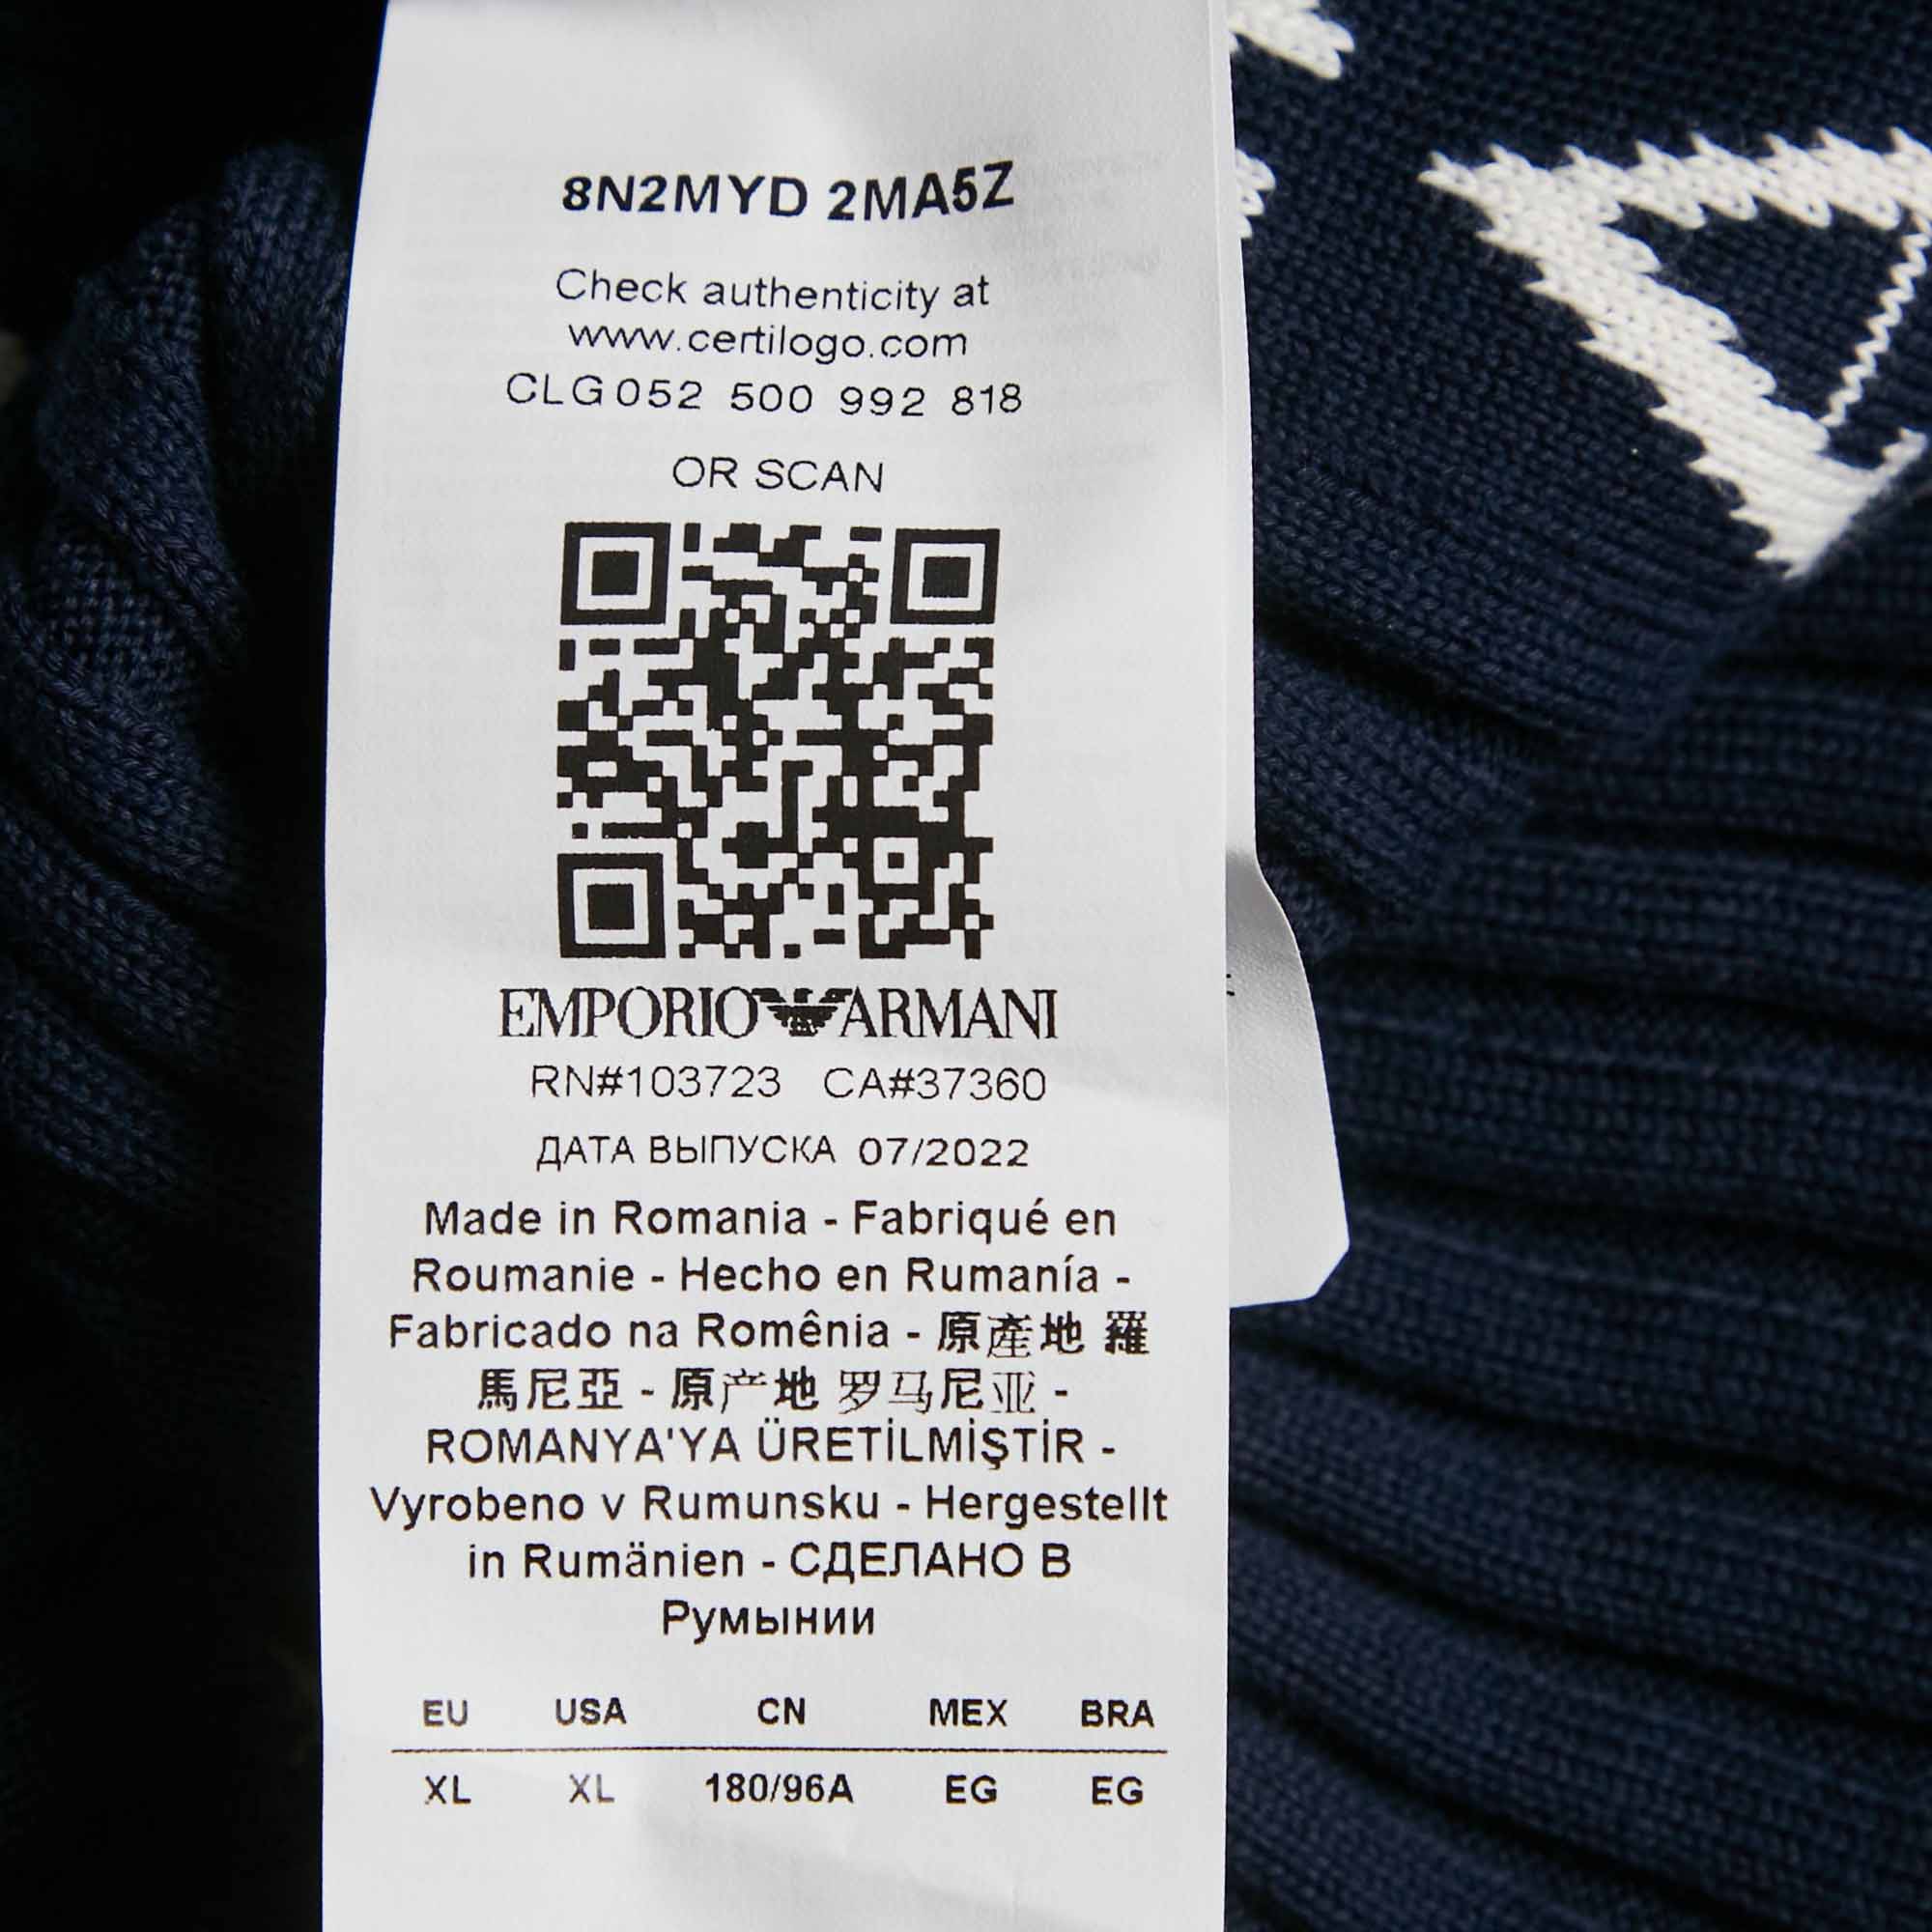 8N2MYD 2MA5Z
Check authenticity at
www.certilogo.com
CLG052 500 992 818
OR SCAN
EMPORIO ARMANI
RN#103723 CA#37360
ДАТА ВЫПУСКА 07/2022
Made in Romania - Fabriqué en
Roumanie - Hecho en Rumanía -
Fabricado na Romênia - 原產地 羅
馬尼亞 - 原产地 罗马尼亚 -
ROMANYA'YA ÜRETİLMİŞTİR -
Vyrobeno v Rumunsku - Hergestellt
in Rumänien - СДЕЛАНО В
Румынии
EU USA CN MEX BRA
XL XL 180/96A EG EG